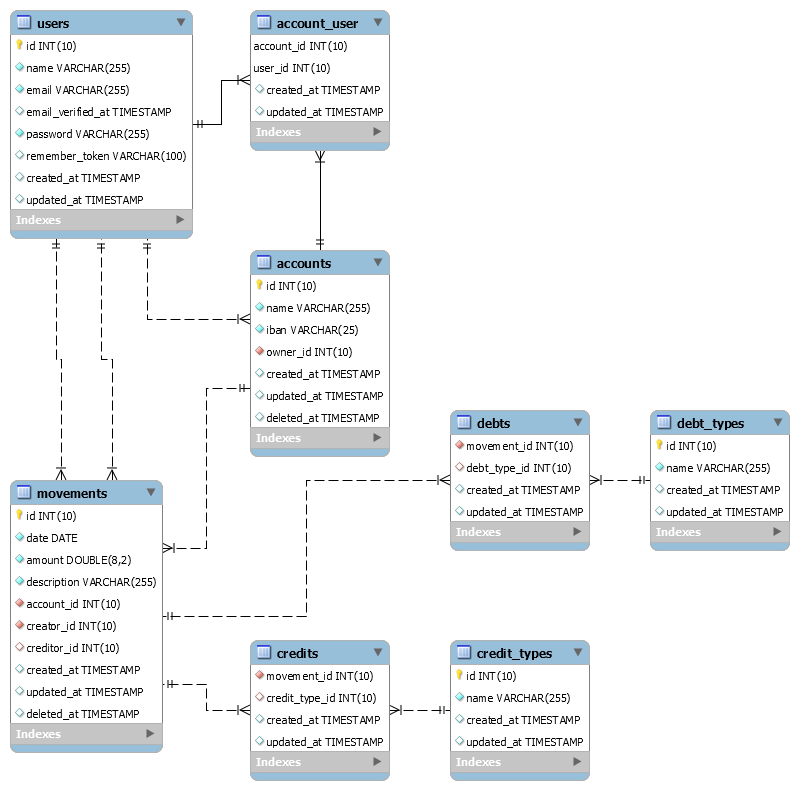 users
id INT(10)
name VARCHAR(255)
email VARCHAR(255)
email_verified_at TIMESTAMP
password VARCHAR(255)
remember_token VARCHAR(100)
created_at TIMESTAMP
updated_at TIMESTAMP
Indexes
account_user
account_id INT(10)
user_id INT(10)
created_at TIMESTAMP
updated_at TIMESTAMP
Indexes
accounts
id INT(10)
name VARCHAR(255)
iban VARCHAR(25)
owner_id INT(10)
created_at TIMESTAMP
updated_at TIMESTAMP
deleted_at TIMESTAMP
Indexes
debts
movement_id INT(10)
debt_type_id INT(10)
created_at TIMESTAMP
updated_at TIMESTAMP
Indexes
debt_types
id INT(10)
name VARCHAR(255)
created_at TIMESTAMP
updated_at TIMESTAMP
Indexes
movements
id INT(10)
date DATE
amount DOUBLE(8,2)
description VARCHAR(255)
account_id INT(10)
creator_id INT(10)
creditor_id INT(10)
created_at TIMESTAMP
updated_at TIMESTAMP
deleted_at TIMESTAMP
Indexes
credits
movement_id INT(10)
credit_type_id INT(10)
created_at TIMESTAMP
updated_at TIMESTAMP
Indexes
credit_types
id INT(10)
name VARCHAR(255)
created_at TIMESTAMP
updated_at TIMESTAMP
Indexes